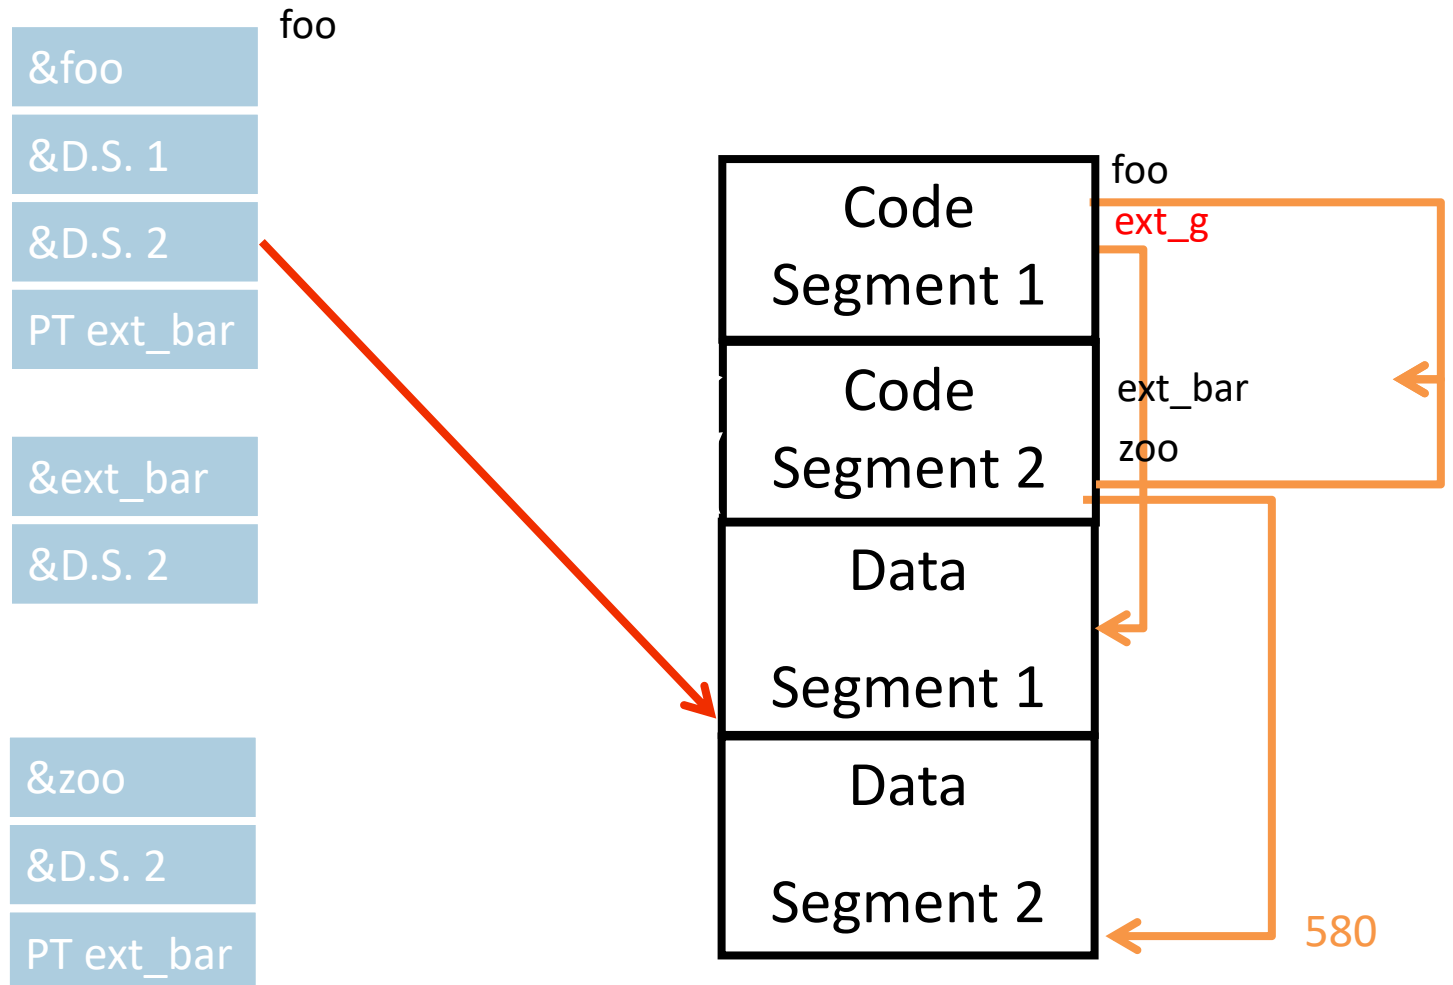 foo
&foo
&D.S. 1
&D.S. 2
PT ext_bar
&ext_bar
&D.S. 2
&zoo
&D.S. 2
PT ext_bar
Code
Segment 1
foo
ext_g
Code
Segment 2
ext_bar
zoo
Data
Segment 1
Data
Segment 2
580